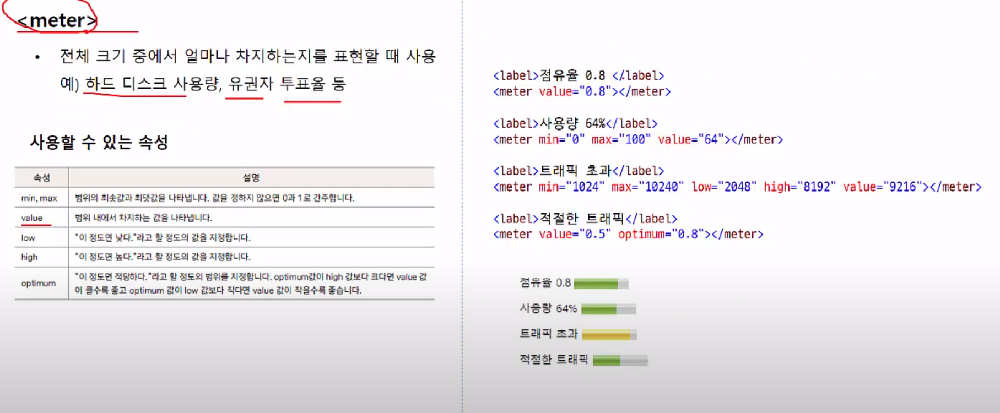 <meter>
• 전체 크기 중에서 얼마나 차지하는지를 표현할 때 사용
예) 하드 디스크 사용량, 유권자 투표율 등
사용할 수 있는 속성
속성 설명
min, max 범위의 최솟값과 최댓값을 나타냅니다. 값을 정하지 않으면 0과 1로 간주합니다.
value 범위 내에서 차지하는 값을 나타냅니다.
low "이 정도면 낮다."라고 할 정도의 값을 지정합니다.
high "이 정도면 높다."라고 할 정도의 값을 지정합니다.
optimum "이 정도면 적당하다."라고 할 정도의 범위를 지정합니다. optimum값이 high 값보다 크다면 value 값
이 클수록 좋고 optimum 값이 low 값보다 작다면 value 값이 작을수록 좋습니다.
<label>점유율 0.8 </label>
<meter value="0.8"></meter>
<label>사용량 64%</label>
<meter min="0" max="100" value="64"></meter>
<label>트래픽 초과</label>
<meter min="1024" max="10240" low="2048" high="8192" value="9216"></meter>
<label>적절한 트래픽</label>
<meter value="0.5" optimum="0.8"></meter>
점유율 0.8
사용량 64%
트래픽 초과
적절한 트래픽